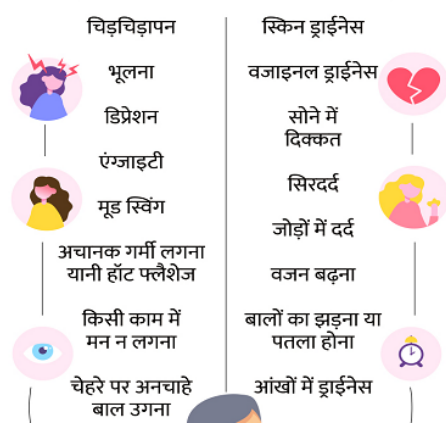 चिड़चिड़ापन
भूलना
डिप्रेशन
एंग्जाइटी
मूड स्विंग
अचानक गर्मी लगना
यानी हॉट फ्लैशेज
किसी काम में
मन न लगना
चेहरे पर अनचाहे
बाल उगना
स्किन ड्राईनेस
वजाइनल ड्राईनेस
सोने में
दिक्कत
सिरदर्द
जोड़ों में दर्द
वजन बढ़ना
बालों का झड़ना या
पतला होना
आंखों में ड्राईनेस